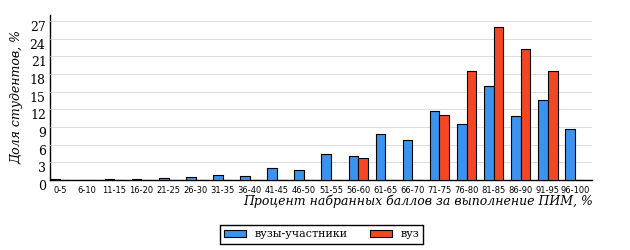 Доля студентов, %
27
24
21
18
15
12
9
6
3
0
0-5 6-10 11-15 16-20 21-25 26-30 31-35 36-40 41-45 46-50 51-55 56-60 61-65 66-70 71-75 76-80 81-85 86-90 91-95 96-100
Процент набранных баллов за выполнение ПИМ, %
вузы-участники вуз